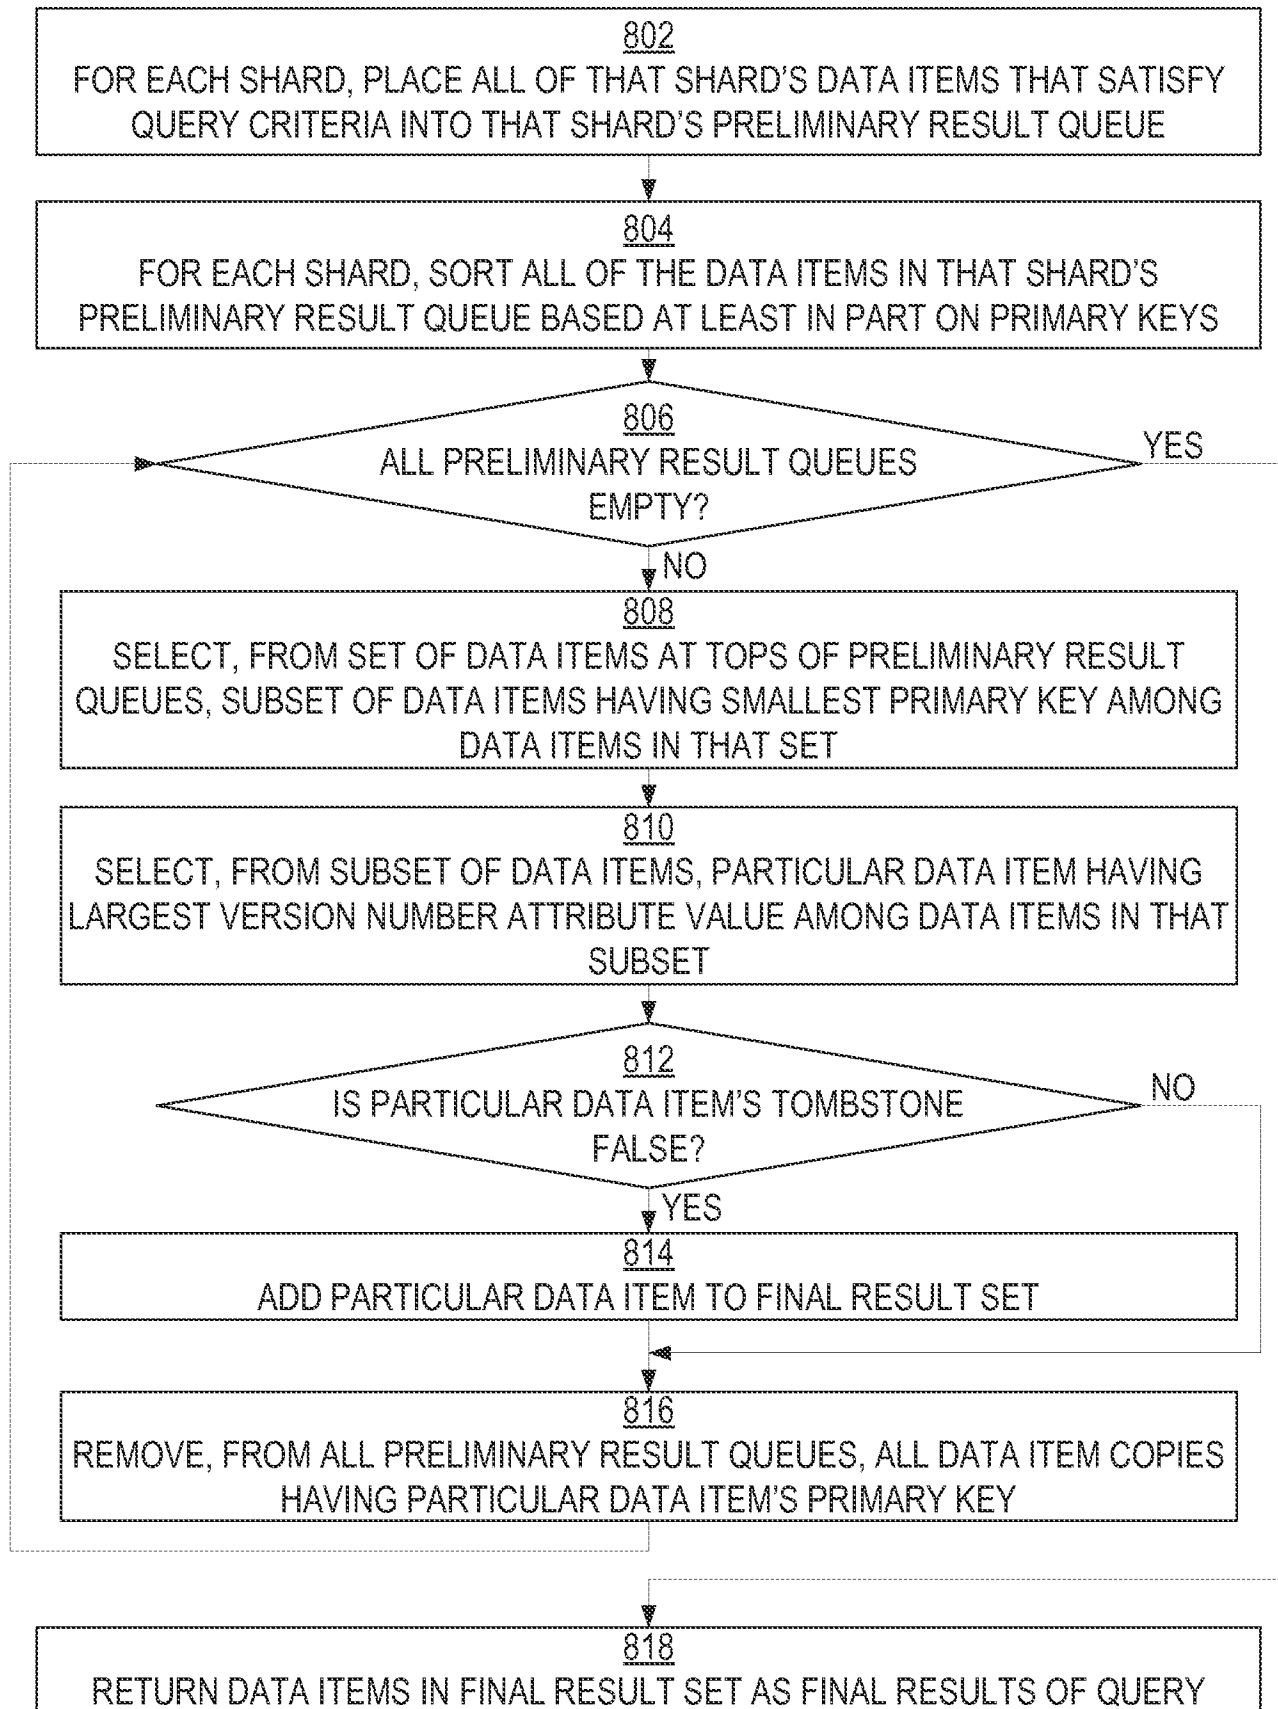 802
FOR EACH SHARD, PLACE ALL OF THAT SHARD'S DATA ITEMS THAT SATISFY
QUERY CRITERIA INTO THAT SHARD'S PRELIMINARY RESULT QUEUE
804
FOR EACH SHARD, SORT ALL OF THE DATA ITEMS IN THAT SHARD'S
PRELIMINARY RESULT QUEUE BASED AT LEAST IN PART ON PRIMARY KEYS
806
ALL PRELIMINARY RESULT QUEUES
EMPTY?
YES
NO
808
SELECT, FROM SET OF DATA ITEMS AT TOPS OF PRELIMINARY RESULT
QUEUES, SUBSET OF DATA ITEMS HAVING SMALLEST PRIMARY KEY AMONG
DATA ITEMS IN THAT SET
810
SELECT, FROM SUBSET OF DATA ITEMS, PARTICULAR DATA ITEM HAVING
LARGEST VERSION NUMBER ATTRIBUTE VALUE AMONG DATA ITEMS IN THAT
SUBSET
812
IS PARTICULAR DATA ITEM'S TOMBSTONE
FALSE?
NO
YES
814
ADD PARTICULAR DATA ITEM TO FINAL RESULT SET
816
REMOVE, FROM ALL PRELIMINARY RESULT QUEUES, ALL DATA ITEM COPIES
HAVING PARTICULAR DATA ITEM'S PRIMARY KEY
818
RETURN DATA ITEMS IN FINAL RESULT SET AS FINAL RESULTS OF QUERY